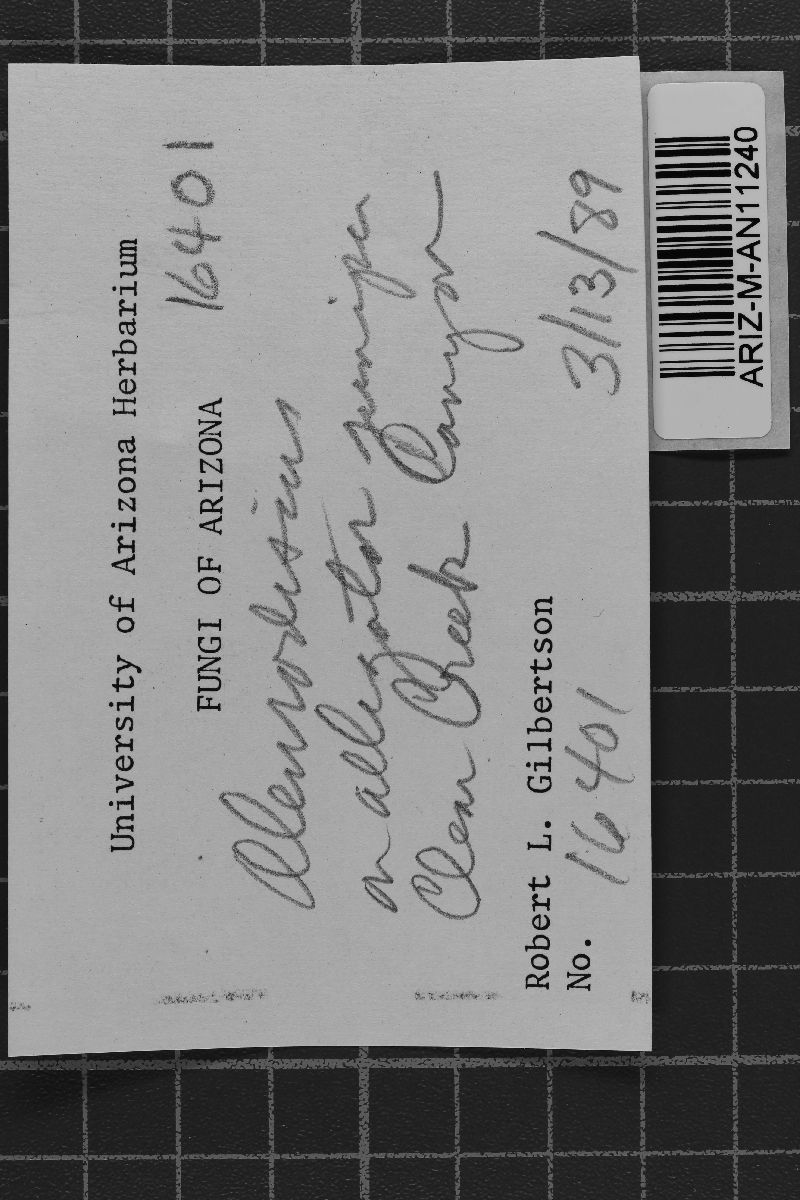 University of Arizona Herbarium
16401
FUNGI OF ARIZONA
Aleurodiscus
on alligator juniper
Clear Creek Canyon
Robert L. Gilbertson
No. 16401
3/13/89
ARIZ-M-AN11240